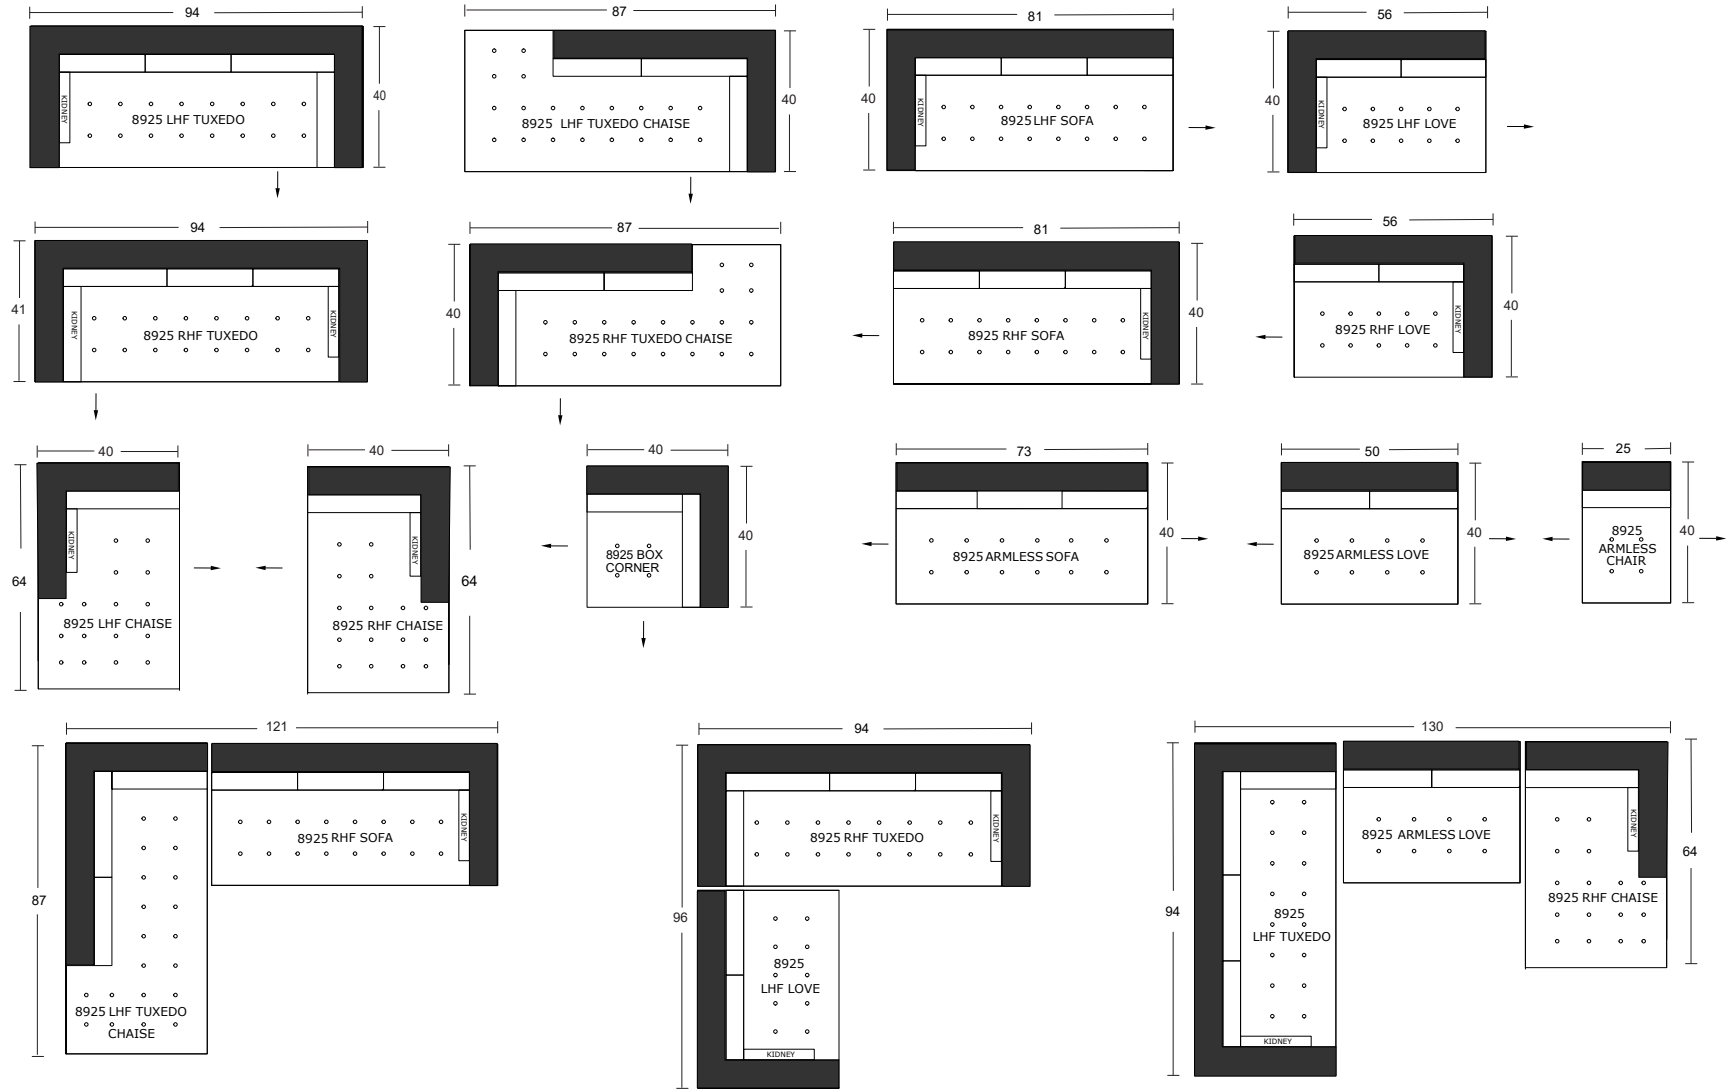 94
87
81
56
40
KIDNEY
8925 LHF TUXEDO
40
8925 LHF TUXEDO CHAISE
40
KIDNEY
8925 LHF SOFA
40
KIDNEY
8925 LHF LOVE
94
87
81
56
41
KIDNEY
8925 RHF TUXEDO
KIDNEY
40
8925 RHF TUXEDO CHAISE
8925 RHF SOFA
KIDNEY
40
8925 RHF LOVE
KIDNEY
40
40
40
40
73
50
25
64
KIDNEY
8925 LHF CHAISE
KIDNEY
8925 RHF CHAISE
64
8925 BOX
CORNER
40
8925 ARMLESS SOFA
40
8925 ARMLESS LOVE
40
8925
ARMLESS
CHAIR
40
121
94
130
87
8925 LHF TUXEDO
CHAISE
8925 RHF SOFA
KIDNEY
96
8925 RHF TUXEDO
KIDNEY
8925
LHF LOVE
KIDNEY
94
8925
LHF TUXEDO
KIDNEY
8925 ARMLESS LOVE
KIDNEY
8925 RHF CHAISE
64